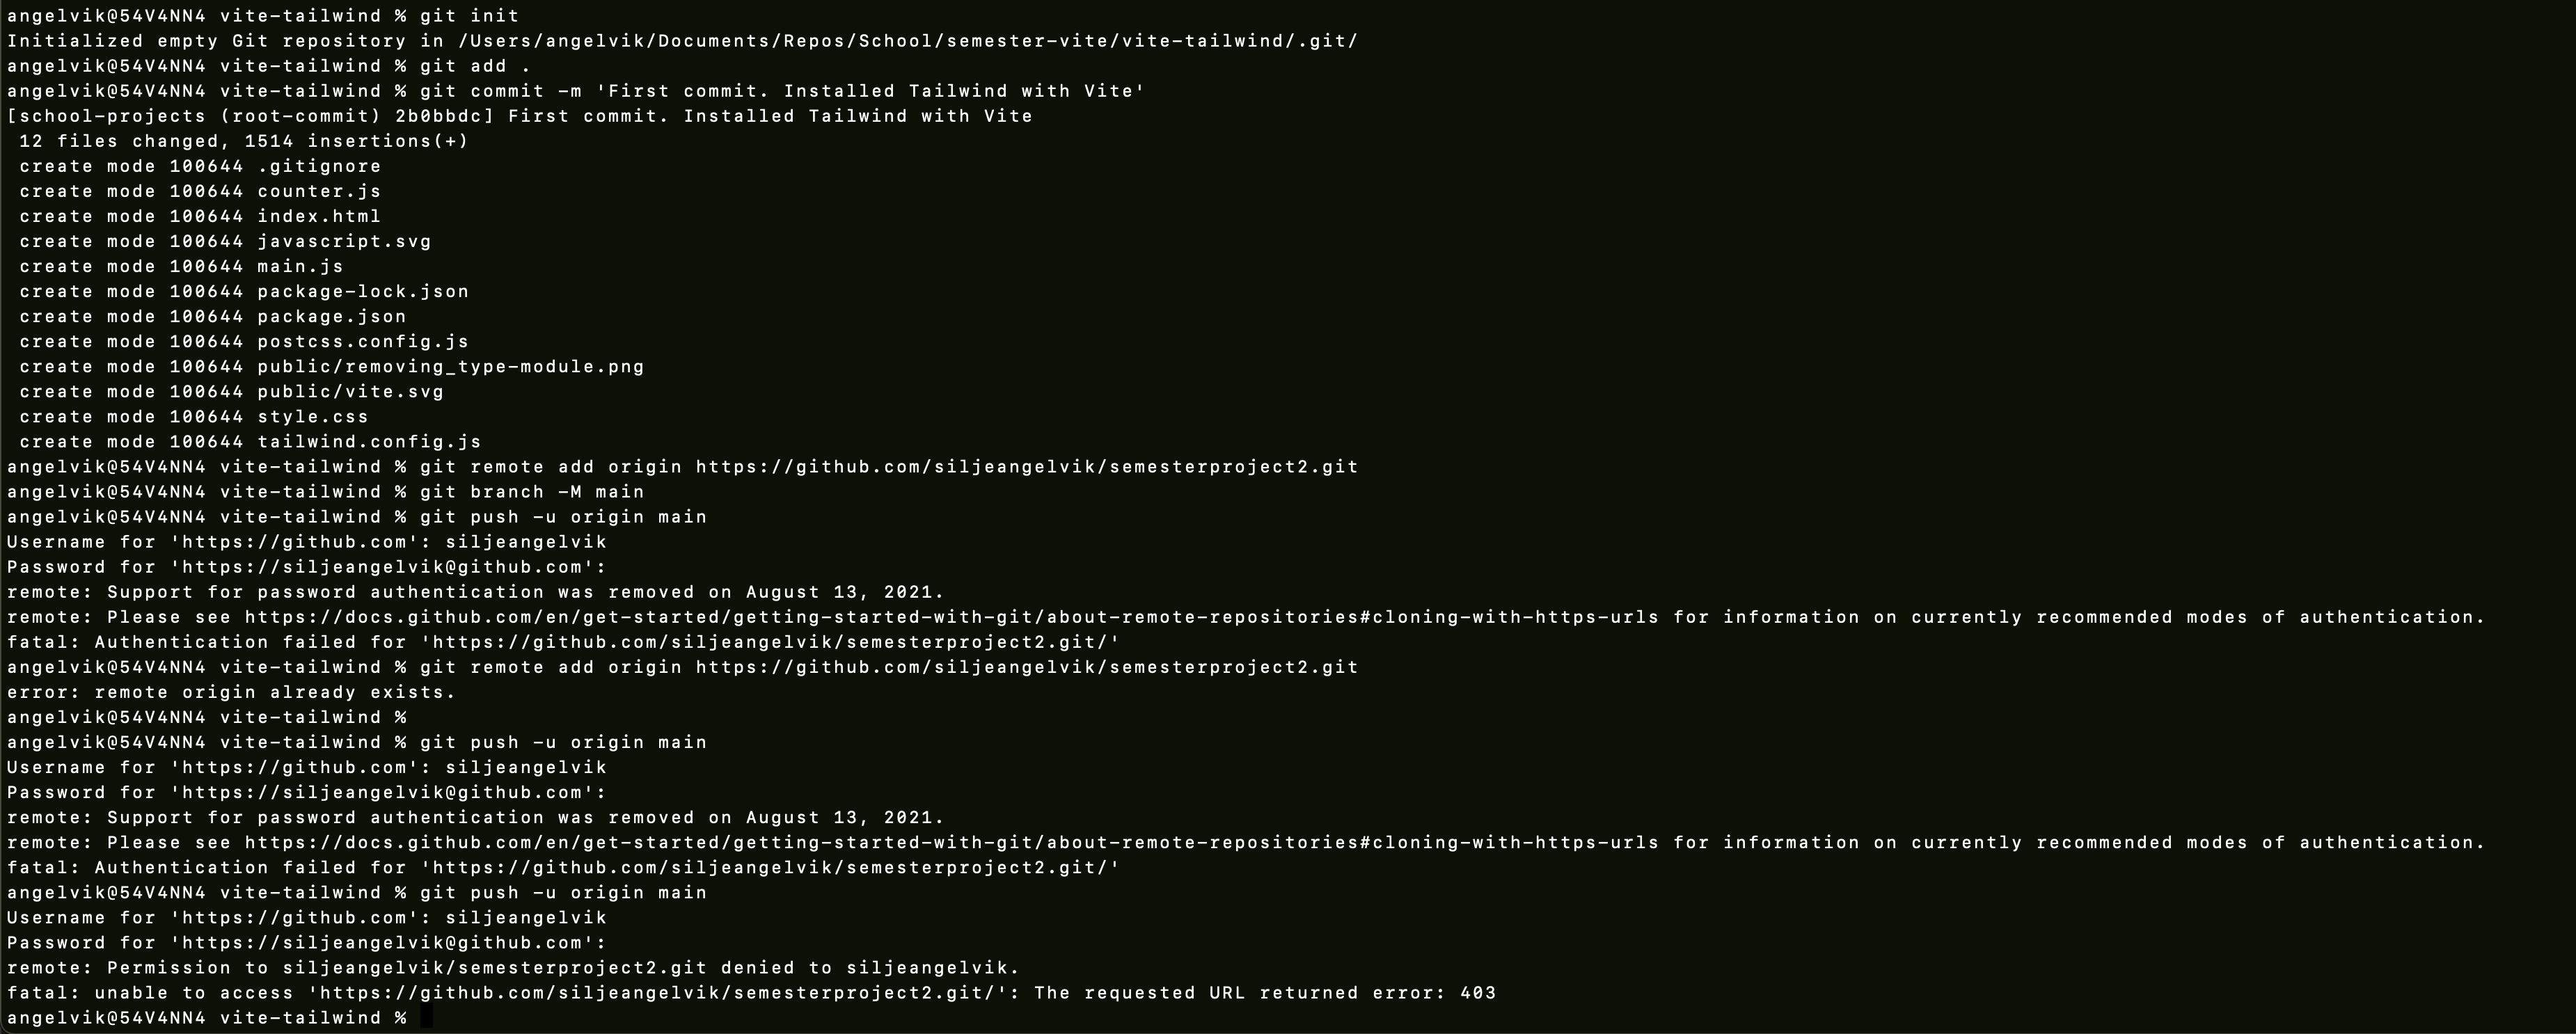 angelvik@54V4NN4 vite-tailwind % git init
Initialized empty Git repository in /Users/angelvik/Documents/Repos/School/semester-vite/vite-tailwind/.git/
angelvik@54V4NN4 vite-tailwind % git add .
angelvik@54V4NN4 vite-tailwind % git commit -m 'First commit. Installed Tailwind with Vite'
[school-projects (root-commit) 2b0bbdc] First commit. Installed Tailwind with Vite
 12 files changed, 1514 insertions(+)
 create mode 100644 .gitignore
 create mode 100644 counter.js
 create mode 100644 index.html
 create mode 100644 javascript.svg
 create mode 100644 main.js
 create mode 100644 package-lock.json
 create mode 100644 package.json
 create mode 100644 postcss.config.js
 create mode 100644 public/removing_type-module.png
 create mode 100644 public/vite.svg
 create mode 100644 style.css
 create mode 100644 tailwind.config.js
angelvik@54V4NN4 vite-tailwind % git remote add origin https://github.com/siljeangelvik/semesterproject2.git
angelvik@54V4NN4 vite-tailwind % git branch -M main
angelvik@54V4NN4 vite-tailwind % git push -u origin main
Username for 'https://github.com': siljeangelvik
Password for 'https://siljeangelvik@github.com':
remote: Support for password authentication was removed on August 13, 2021.
remote: Please see https://docs.github.com/en/get-started/getting-started-with-git/about-remote-repositories#cloning-with-https-urls for information on currently recommended modes of authentication.
fatal: Authentication failed for 'https://github.com/siljeangelvik/semesterproject2.git/'
angelvik@54V4NN4 vite-tailwind % git remote add origin https://github.com/siljeangelvik/semesterproject2.git
error: remote origin already exists.
angelvik@54V4NN4 vite-tailwind %
angelvik@54V4NN4 vite-tailwind % git push -u origin main
Username for 'https://github.com': siljeangelvik
Password for 'https://siljeangelvik@github.com':
remote: Support for password authentication was removed on August 13, 2021.
remote: Please see https://docs.github.com/en/get-started/getting-started-with-git/about-remote-repositories#cloning-with-https-urls for information on currently recommended modes of authentication.
fatal: Authentication failed for 'https://github.com/siljeangelvik/semesterproject2.git/'
angelvik@54V4NN4 vite-tailwind % git push -u origin main
Username for 'https://github.com': siljeangelvik
Password for 'https://siljeangelvik@github.com':
remote: Permission to siljeangelvik/semesterproject2.git denied to siljeangelvik.
fatal: unable to access 'https://github.com/siljeangelvik/semesterproject2.git/': The requested URL returned error: 403
angelvik@54V4NN4 vite-tailwind %